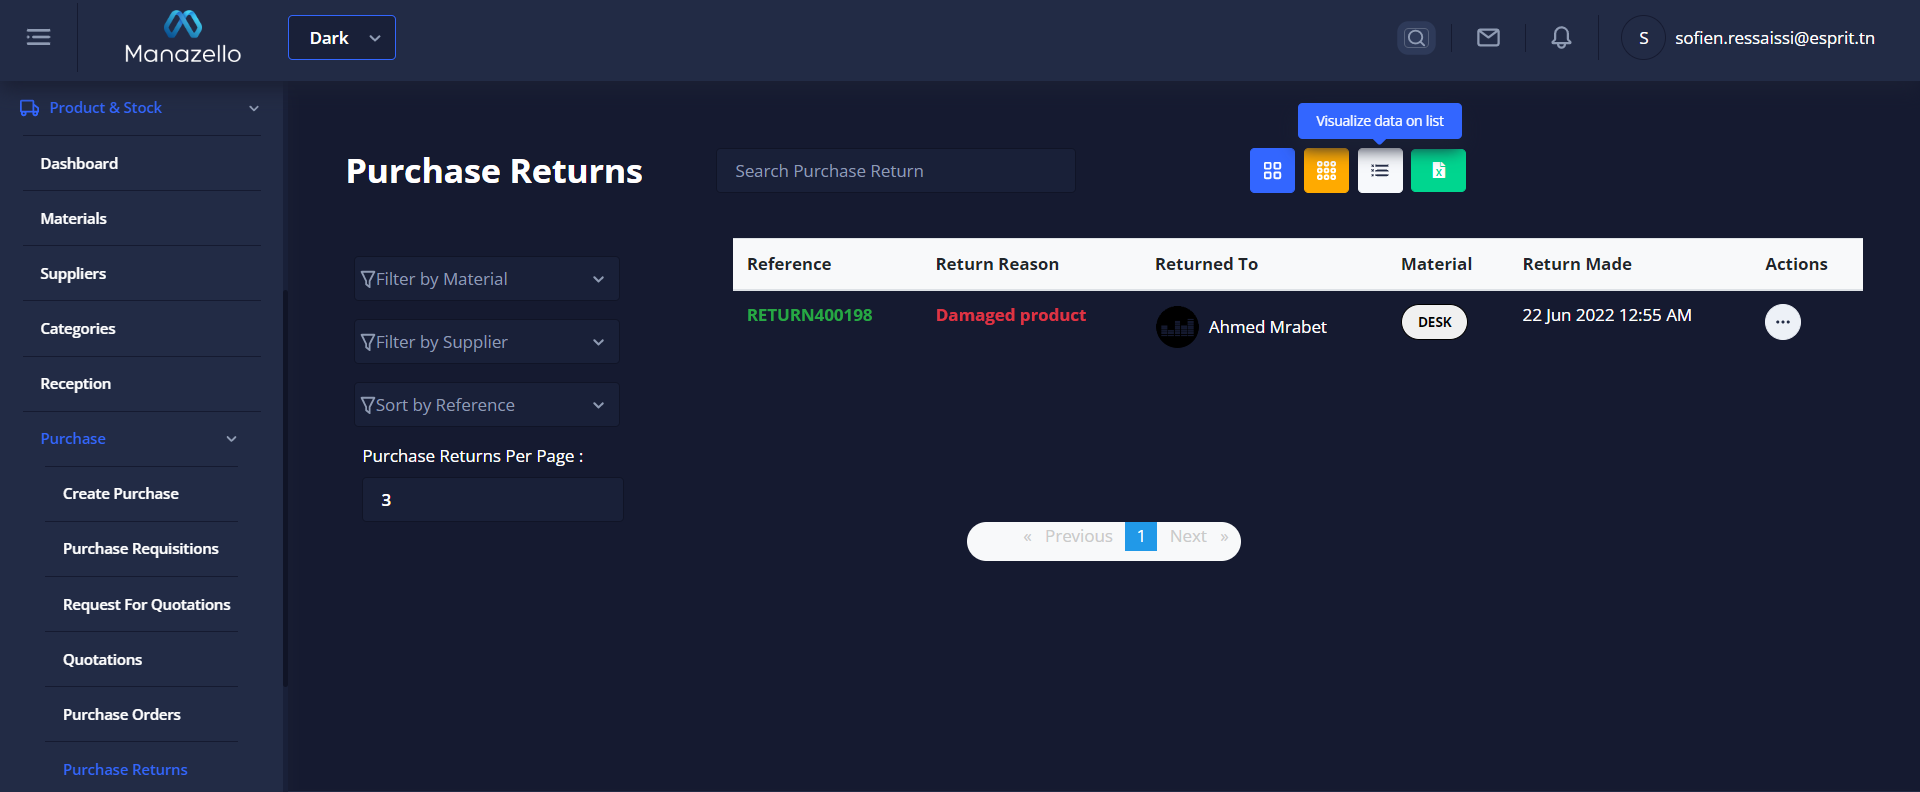 Manazello
Dark
S
sofien.ressaissi@esprit.tn
Product & Stock
Dashboard
Materials
Suppliers
Categories
Reception
Purchase
Create Purchase
Purchase Requisitions
Request For Quotations
Quotations
Purchase Orders
Purchase Returns
Visualize data on list
Purchase Returns
Search Purchase Return
Filter by Material
Filter by Supplier
Sort by Reference
Purchase Returns Per Page :
3
Reference Return Reason Returned To Material Return Made Actions
RETURN400198 Damaged product Ahmed Mrabet DESK 22 Jun 2022 12:55 AM
« Previous 1 Next »